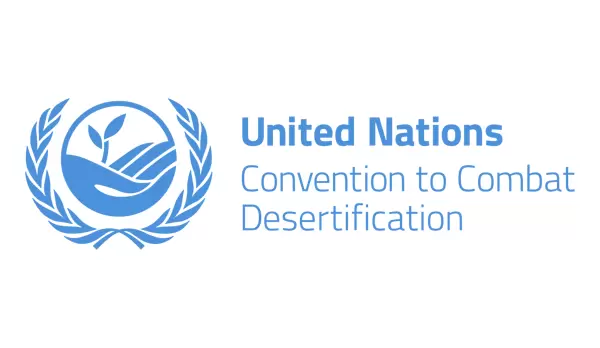 United Nations
Convention to Combat
Desertification